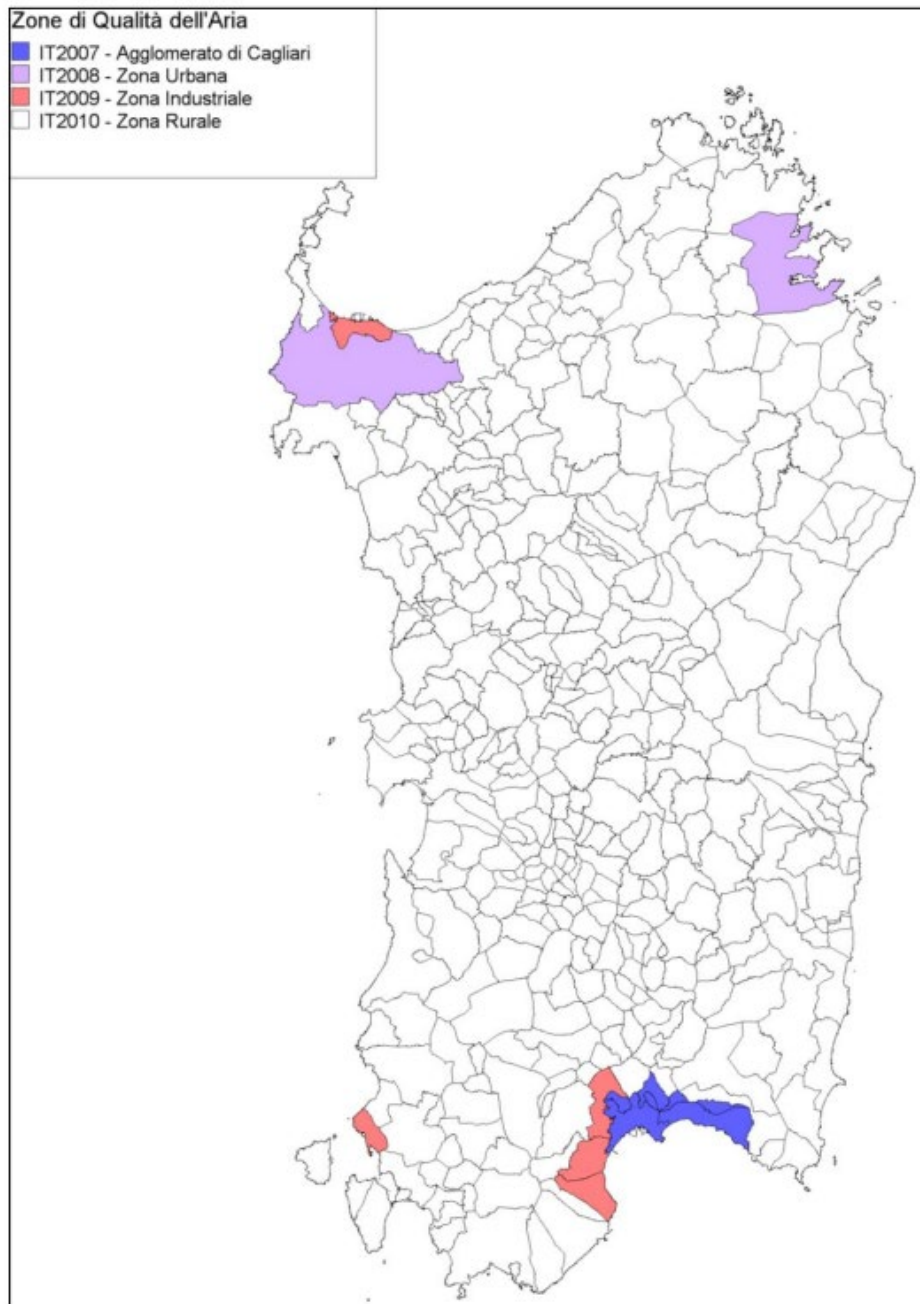 Zone di Qualità dell'Aria
IT2007 - Agglomerato di Cagliari
IT2008 - Zona Urbana
IT2009 - Zona Industriale
IT2010 - Zona Rurale